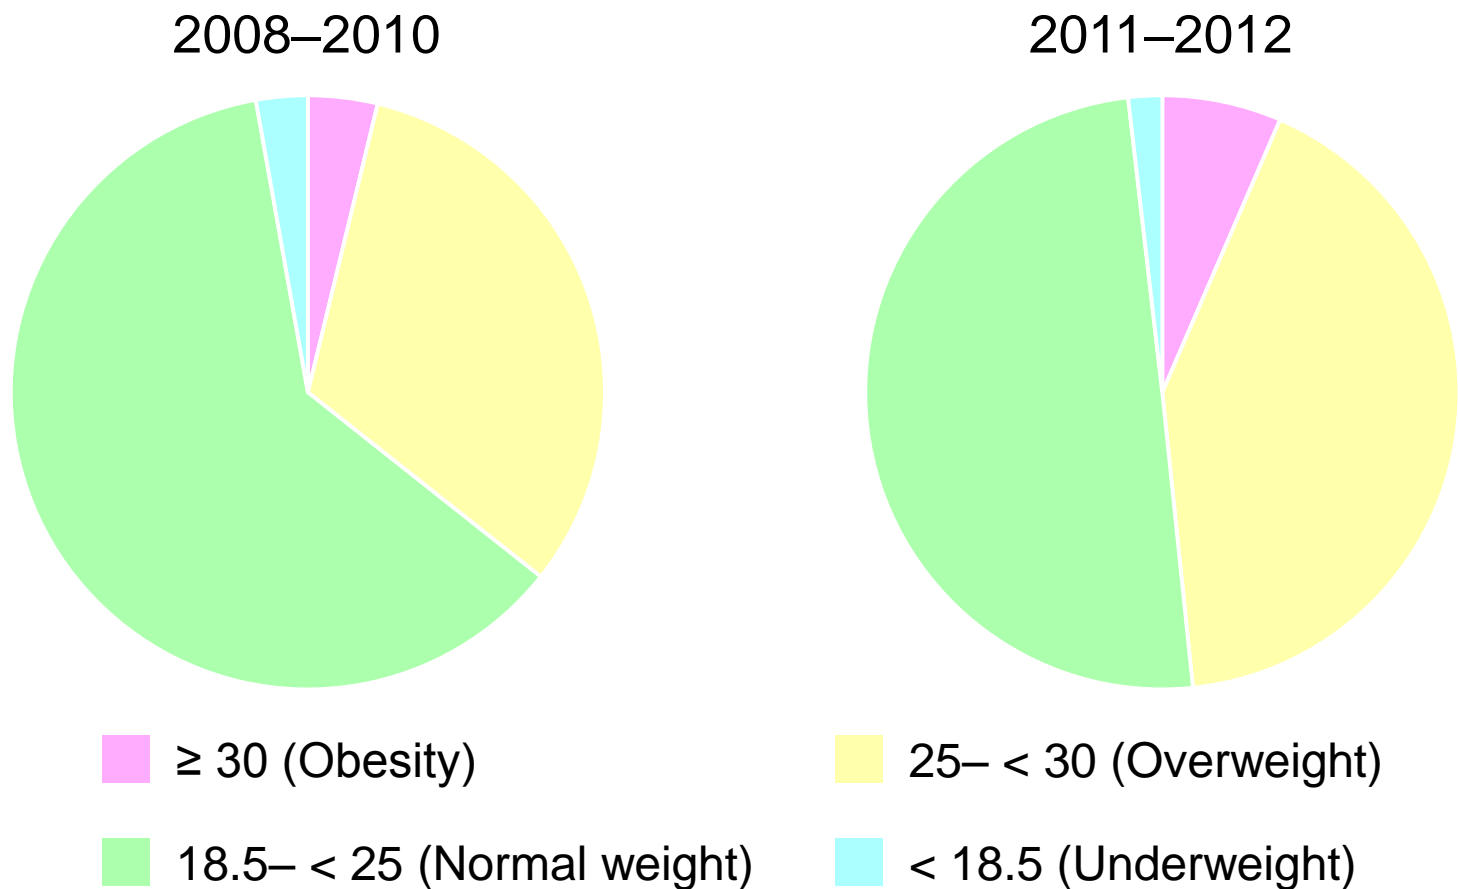 2008–2010
2011–2012
≥ 30 (Obesity)
25– < 30 (Overweight)
18.5– < 25 (Normal weight)
< 18.5 (Underweight)